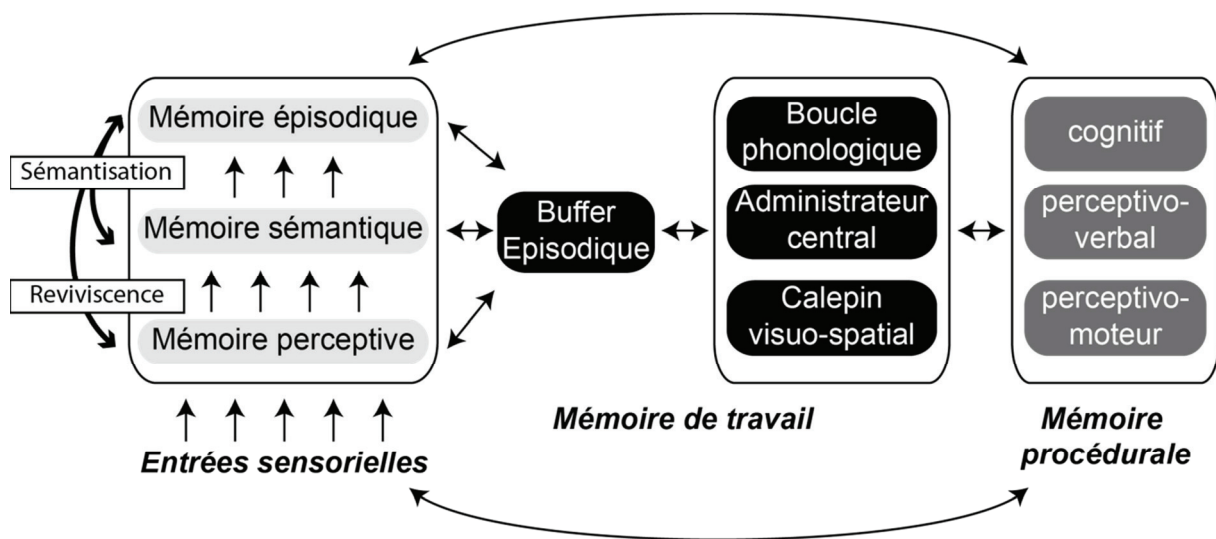 Mémoire épisodique
Sémantisation
Mémoire sémantique
Reviviscence
Mémoire perceptive
Entrées sensorielles
Buffer
Episodique
Boucle
phonologique
Administrateur
central
Calepin
visuo-spatial
Mémoire de travail
cognitif
perceptivo-
verbal
perceptivo-
moteur
Mémoire
procédurale